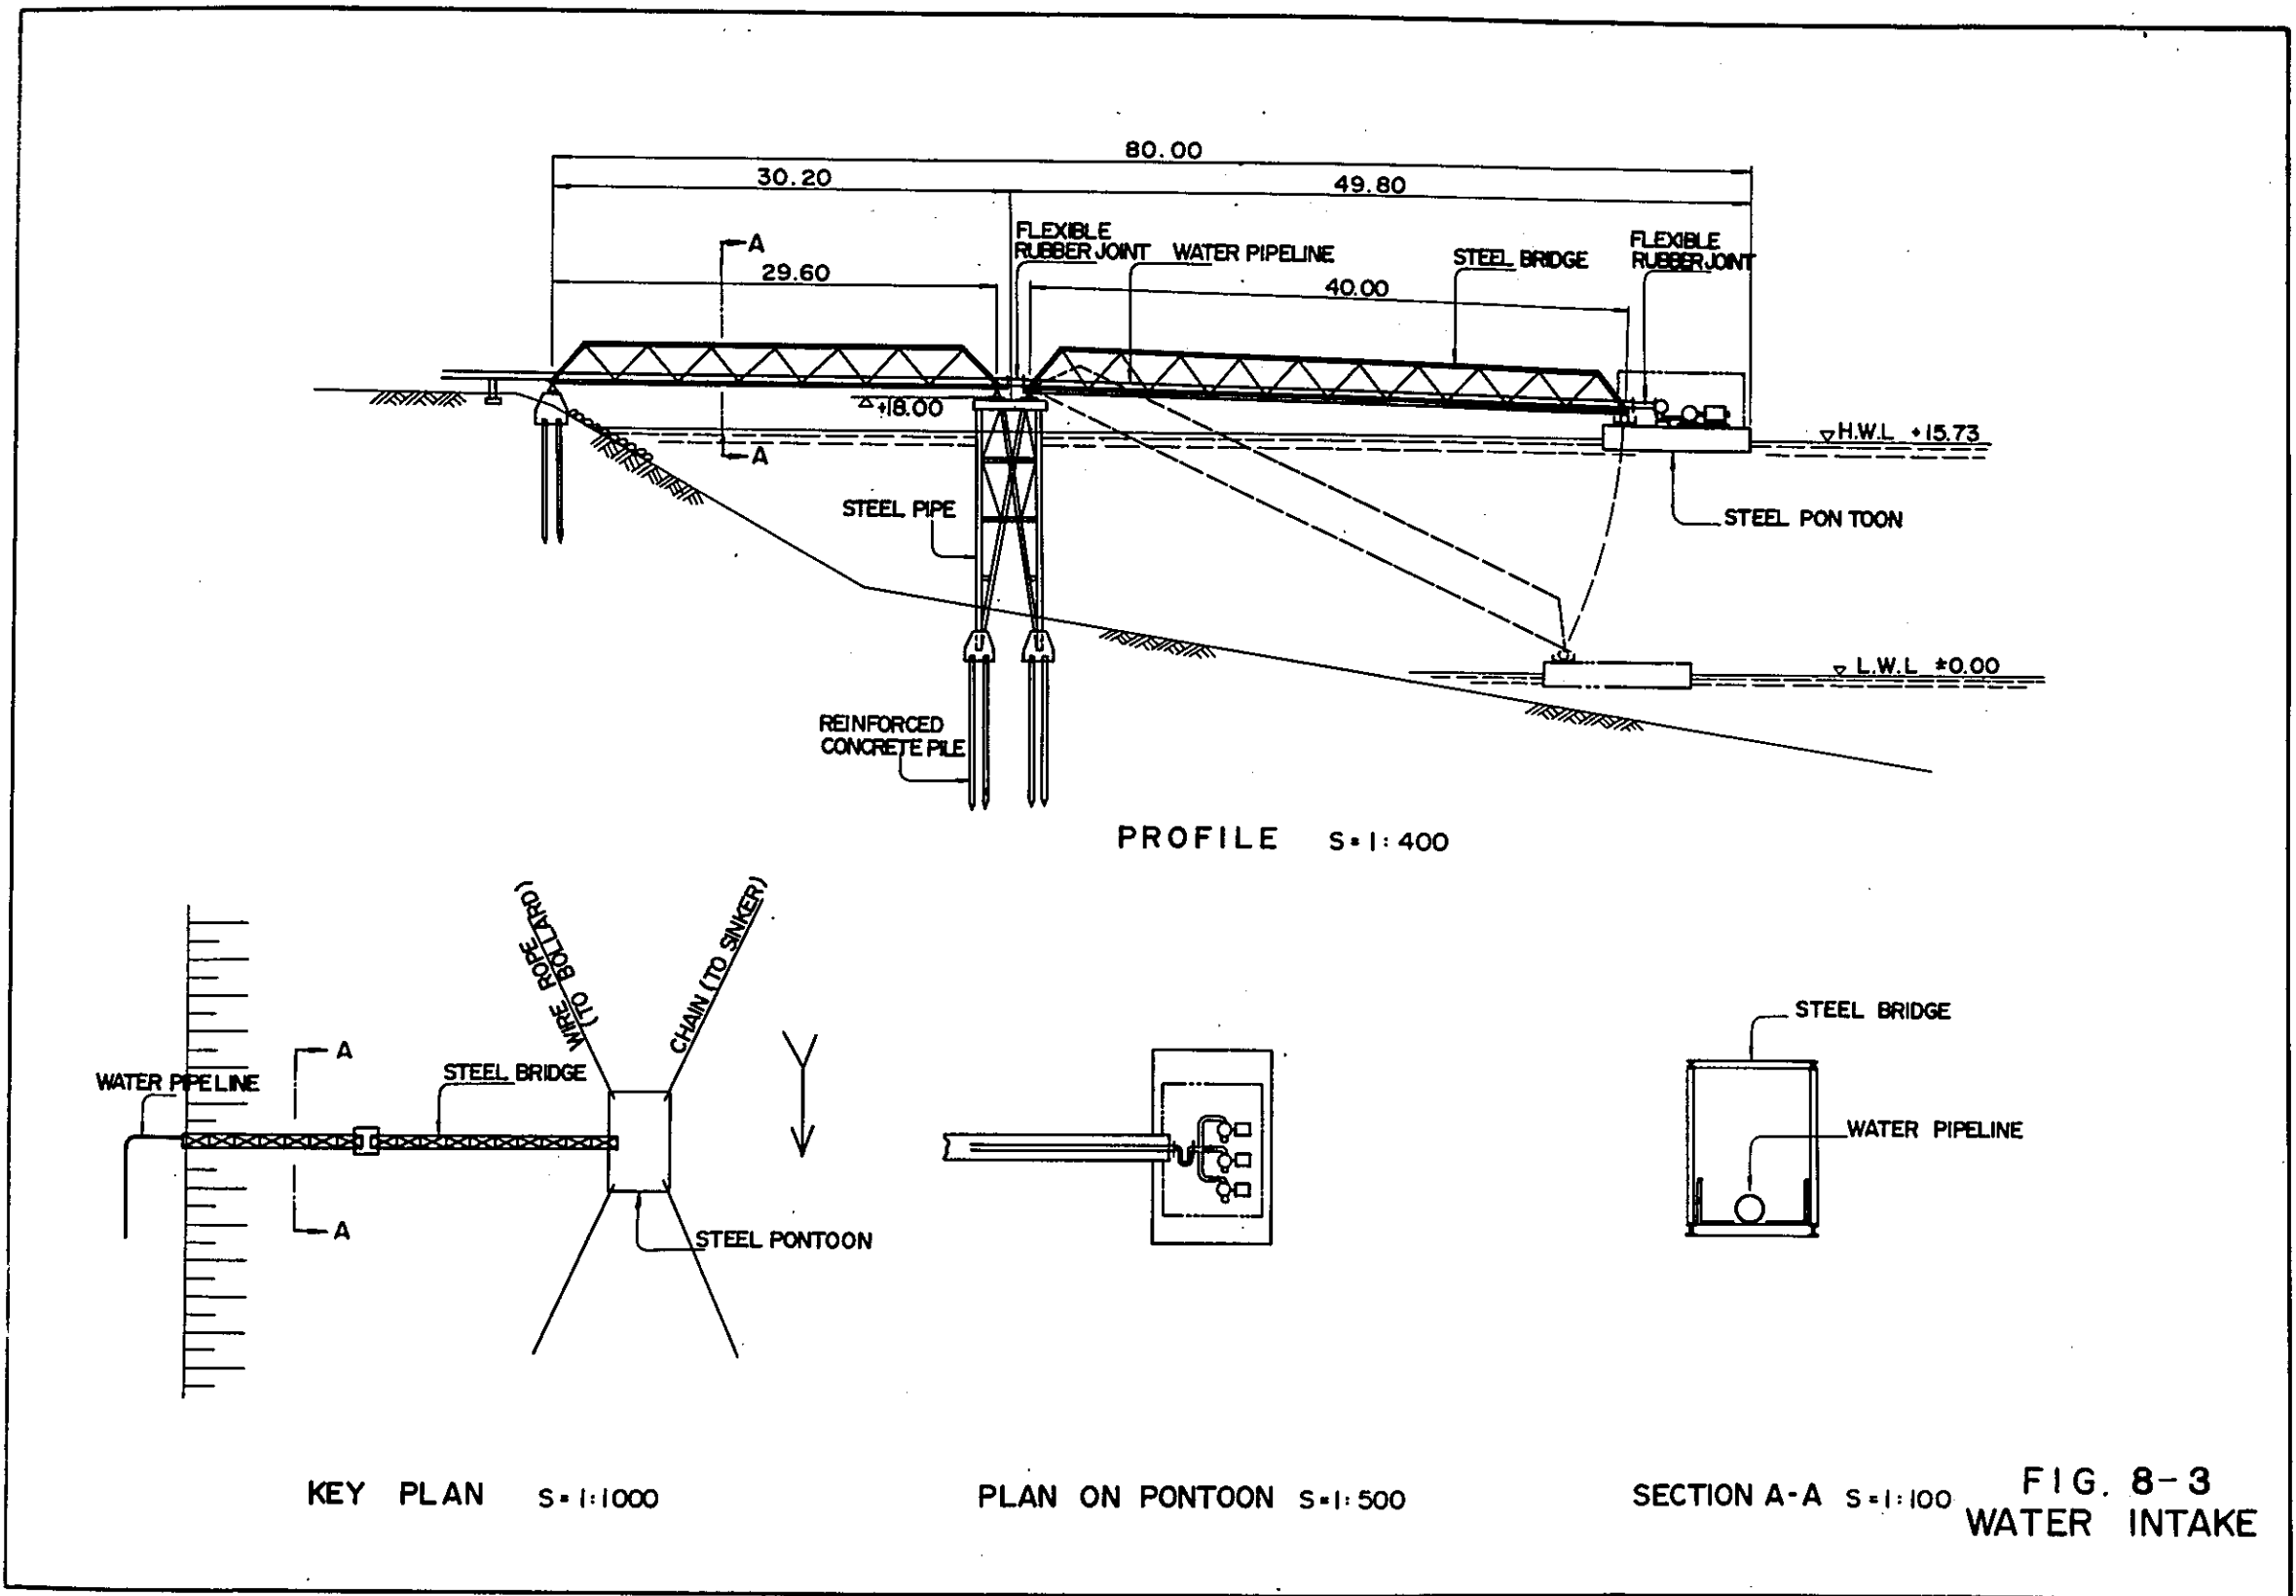 80.00
30.20
49.80
A
FLEXIBLE
RUBBER JOINT
WATER PIPELINE
STEEL BRIDGE
FLEXIBLE
RUBBER JOINT
29.60
40.00
+18.00
A
H.W.L +15.73
STEEL PIPE
STEEL PON TOON
L.W.L ±0.00
REINFORCED
CONCRETE PILE
PROFILE S=1:400
WIRE ROPE
(TO BOLLARD)
CHAIN (TO SINKER)
A
WATER PIPELINE
STEEL BRIDGE
A
STEEL PONTOON
STEEL BRIDGE
WATER PIPELINE
KEY PLAN S=1:1000
PLAN ON PONTOON S=1:500
SECTION A-A S=1:100
FIG. 8-3
WATER INTAKE